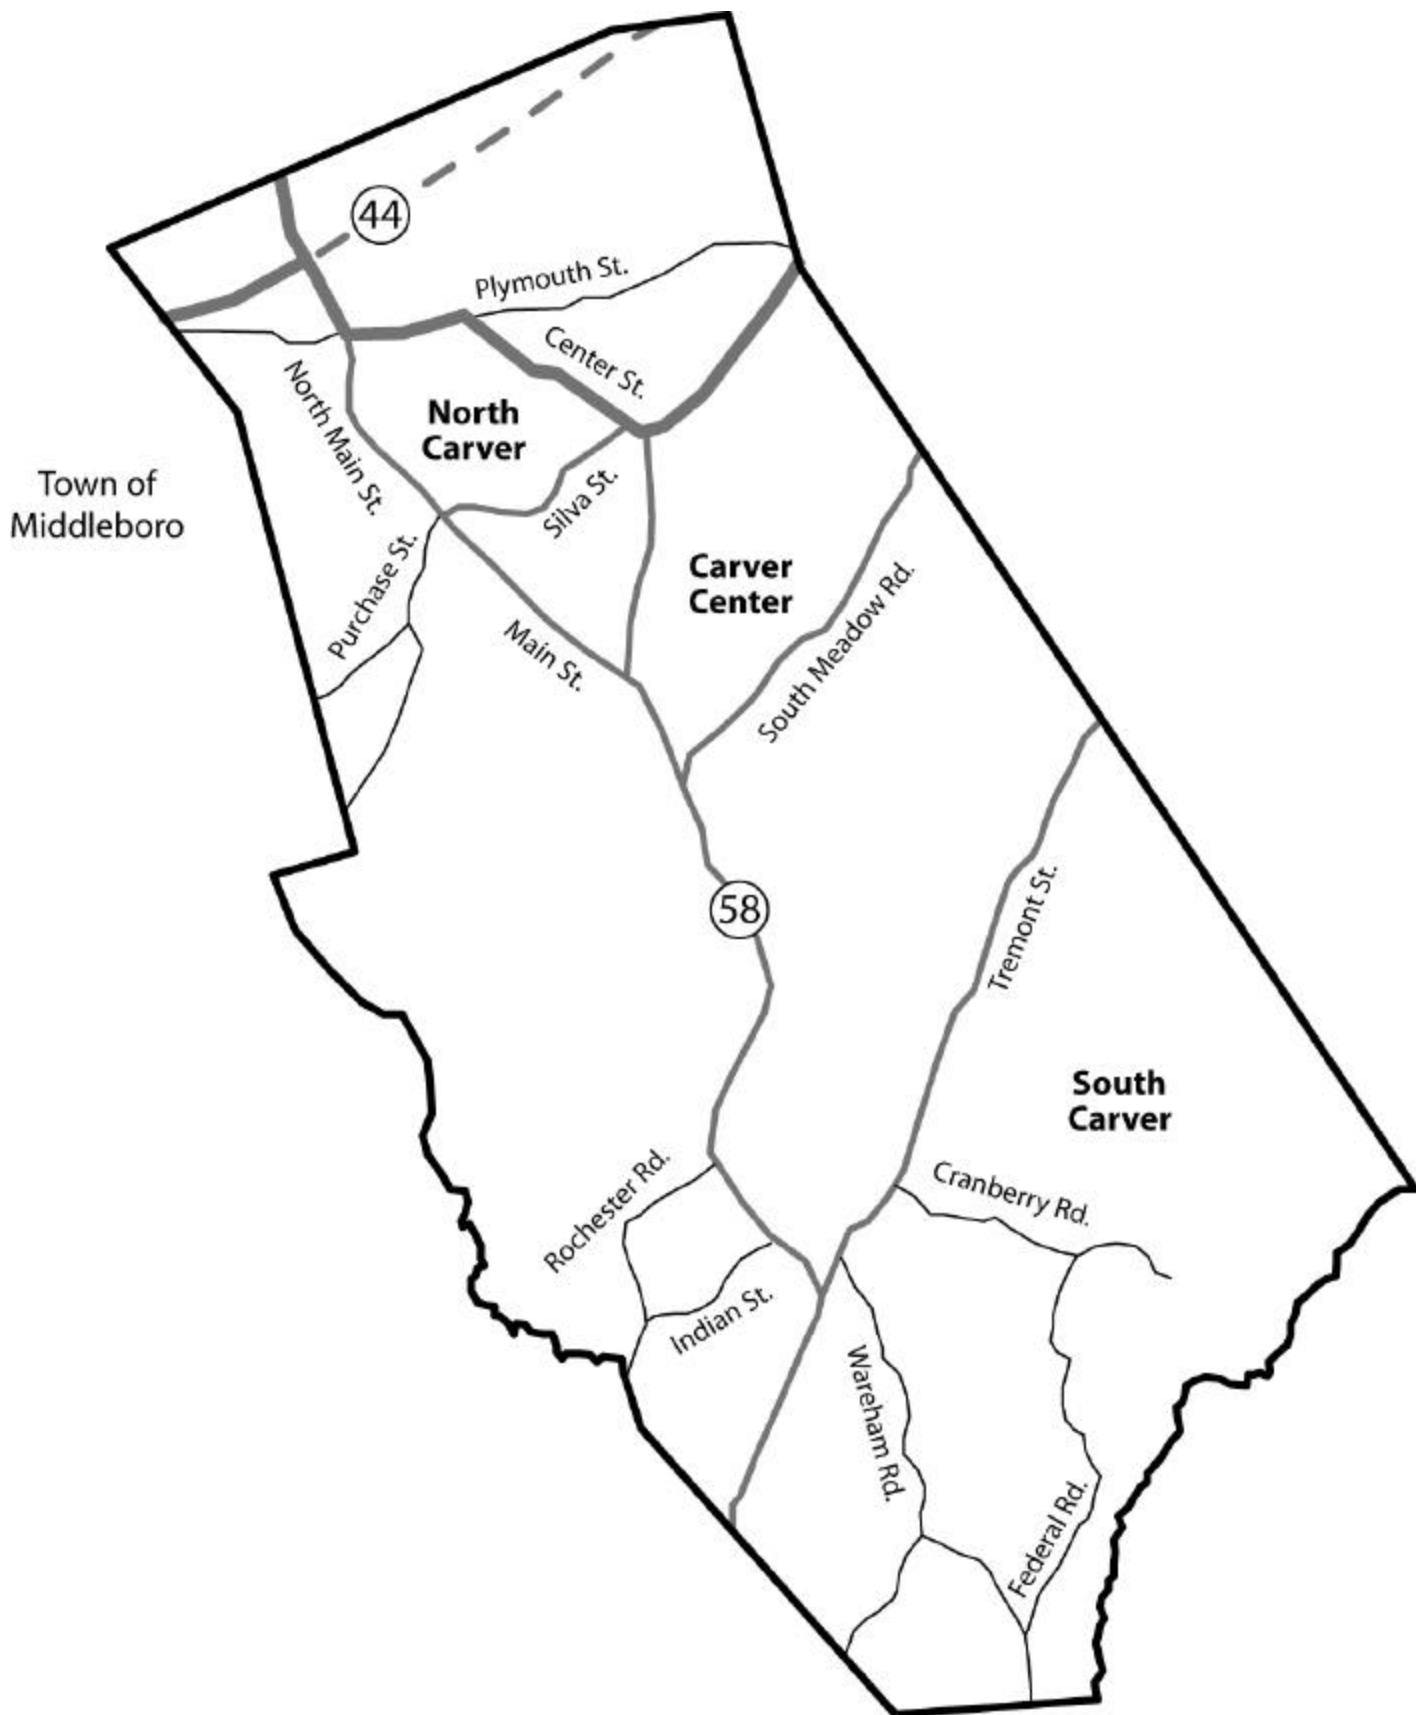 44
Plymouth St.
Center St.
North Main St.
North
Carver
Town of
Middleboro
Silva St.
Purchase St.
Carver
Center
Main St.
South Meadow Rd.
58
Tremont St.
South
Carver
Rochester Rd.
Cranberry Rd.
Indian St.
Wareham Rd.
Federal Rd.